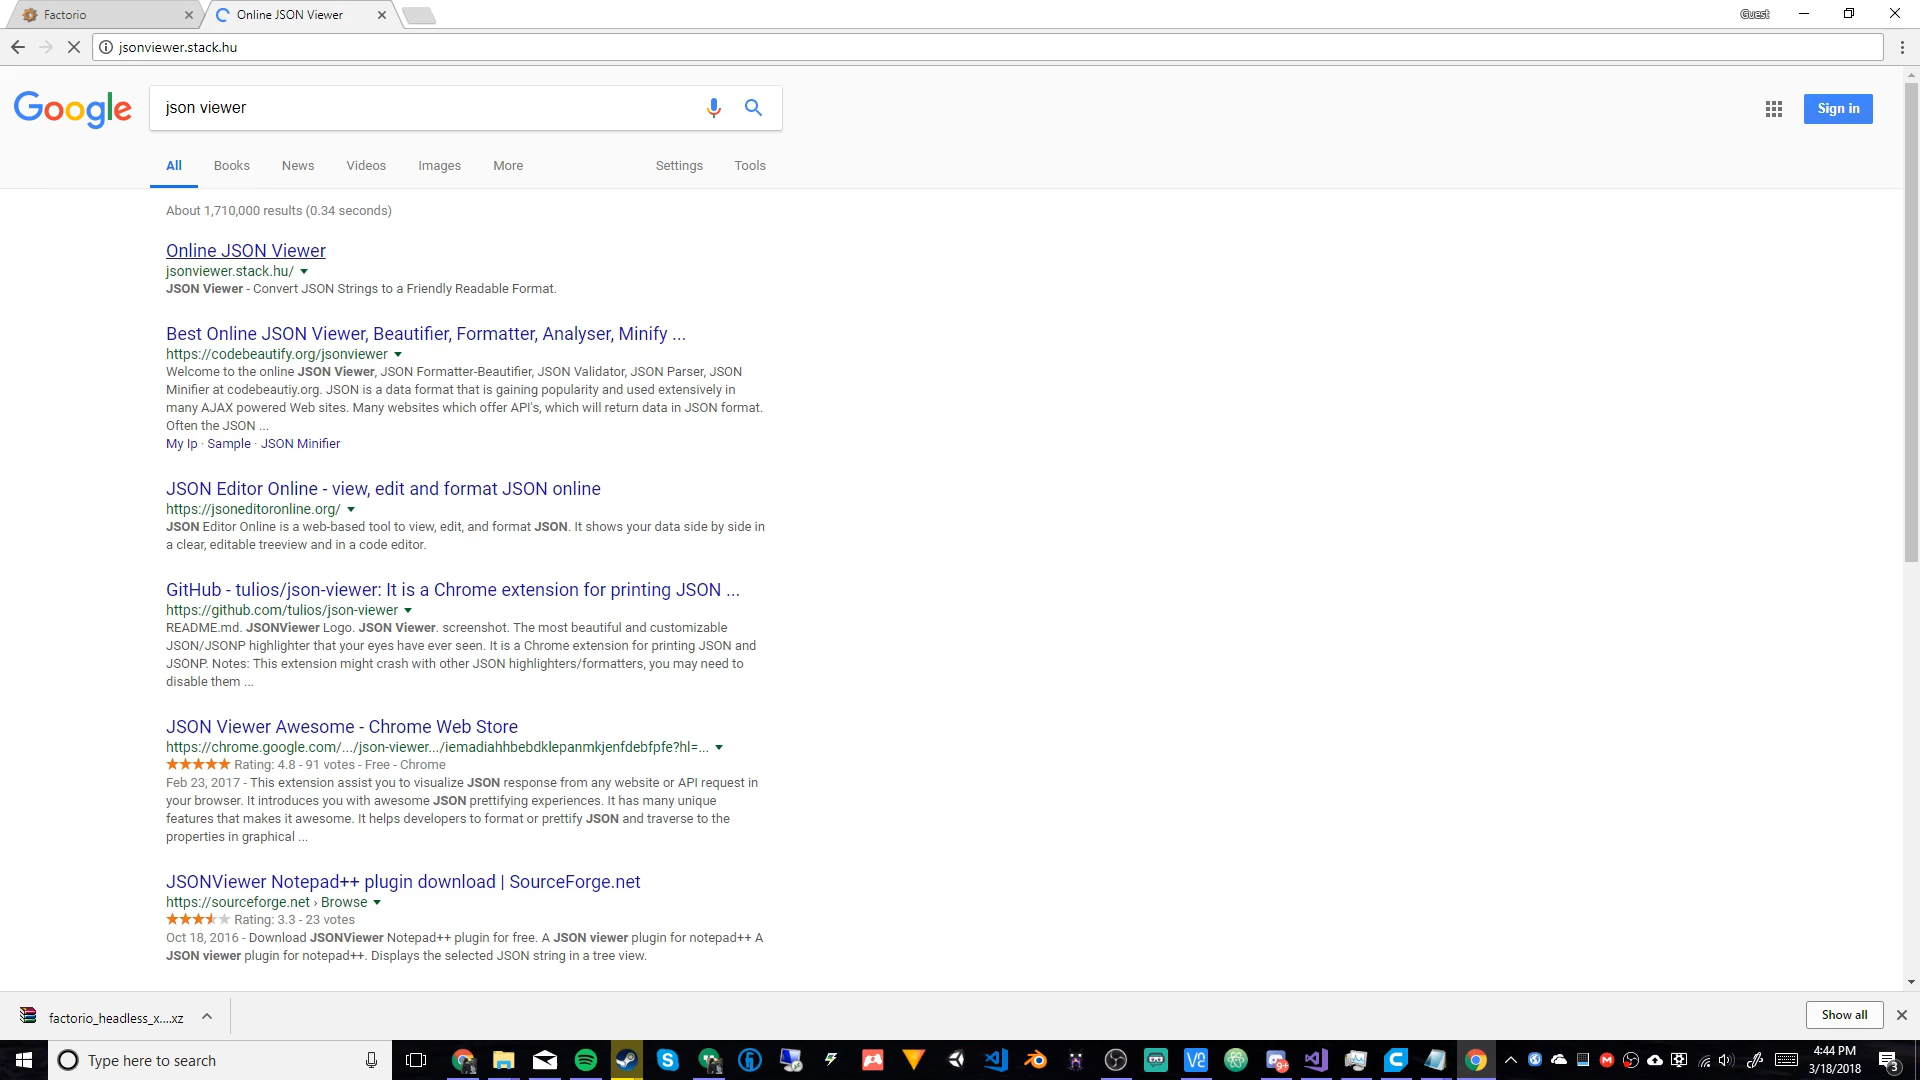 Factorio
Online JSON Viewer
Guest
jsonviewer.stack.hu
Google
json viewer
Sign in
All
Books
News
Videos
Images
More
Settings
Tools
About 1,710,000 results (0.34 seconds)
Online JSON Viewer
jsonviewer.stack.hu/
JSON Viewer - Convert JSON Strings to a Friendly Readable Format.
Best Online JSON Viewer, Beautifier, Formatter, Analyser, Minify ...
https://codebeautify.org/jsonviewer
Welcome to the online JSON Viewer, JSON Formatter-Beautifier, JSON Validator, JSON Parser, JSON
Minifier at codebeautiy.org. JSON is a data format that is gaining popularity and used extensively in
many AJAX powered Web sites. Many websites which offer API's, which will return data in JSON format.
Often the JSON ...
My Ip · Sample · JSON Minifier
JSON Editor Online - view, edit and format JSON online
https://jsoneditoronline.org/
JSON Editor Online is a web-based tool to view, edit, and format JSON. It shows your data side by side in
a clear, editable treeview and in a code editor.
GitHub - tulios/json-viewer: It is a Chrome extension for printing JSON ...
https://github.com/tulios/json-viewer
README.md. JSONViewer Logo. JSON Viewer. screenshot. The most beautiful and customizable
JSON/JSONP highlighter that your eyes have ever seen. It is a Chrome extension for printing JSON and
JSONP. Notes: This extension might crash with other JSON highlighters/formatters, you may need to
disable them ...
JSON Viewer Awesome - Chrome Web Store
https://chrome.google.com/.../json-viewer.../iemadiahhbebdklepanmkjenfdebfpfe?hl=...
Rating: 4.8 - 91 votes - Free - Chrome
Feb 23, 2017 - This extension assist you to visualize JSON response from any website or API request in
your browser. It introduces you with awesome JSON prettifying experiences. It has many unique
features that makes it awesome. It helps developers to format or prettify JSON and traverse to the
properties in graphical ...
JSONViewer Notepad++ plugin download | SourceForge.net
https://sourceforge.net › Browse
Rating: 3.3 - 23 votes
Oct 18, 2016 - Download JSONViewer Notepad++ plugin for free. A JSON viewer plugin for notepad++ A
JSON viewer plugin for notepad++. Displays the selected JSON string in a tree view.
factorio_headless_x....xz
Show all
Type here to search
4:44 PM
3/18/2018
3